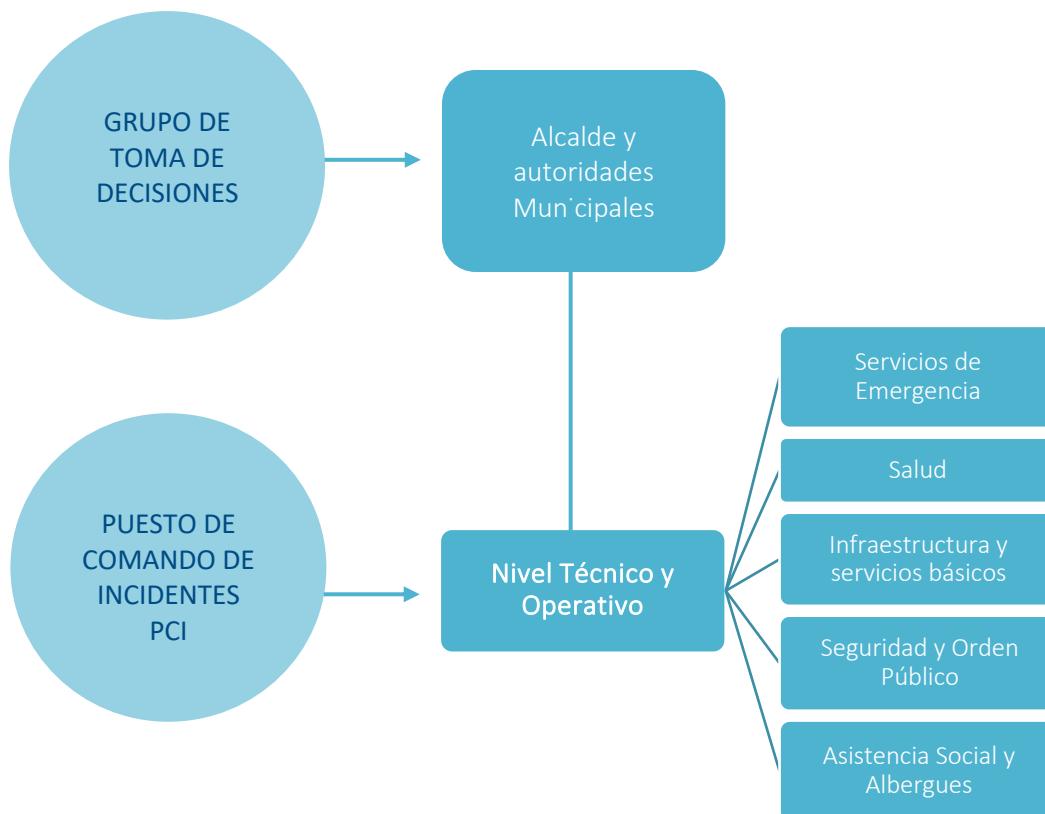 GRUPO DE
TOMA DE
DECISIONES
Alcalde y
autoridades
Mun˙cipales
Servicios de
Emergencia
Salud
PUESTO DE
COMANDO DE
INCIDENTES
PCI
Nivel Técnico y
Operativo
Infraestructura y
servicios básicos
Seguridad y Orden
Público
Asistencia Social y
Albergues